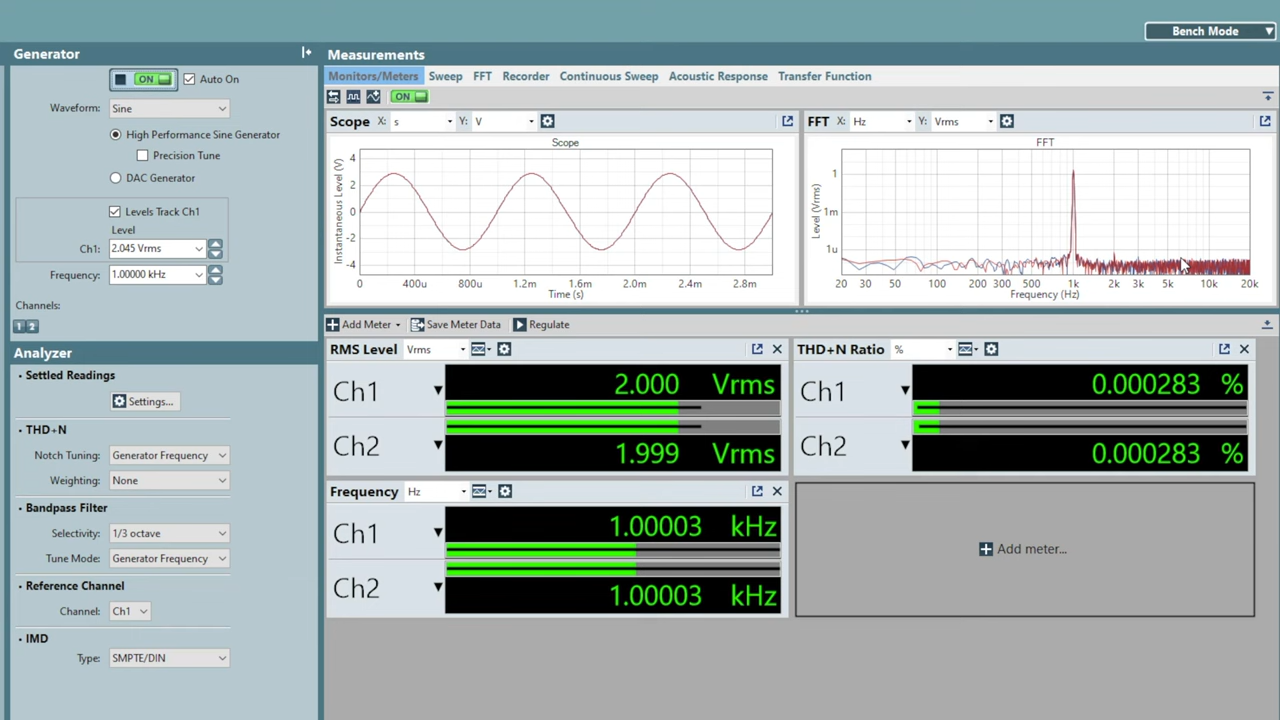 Bench Mode
Generator
ON Auto On
Waveform: Sine
High Performance Sine Generator
Precision Tune
DAC Generator
Levels Track Ch1
Level
Ch1: 2.045 Vrms
Frequency: 1.00000 kHz
Channels:
1 2
Analyzer
Settled Readings
Settings...
THD+N
Notch Tuning: Generator Frequency
Weighting: None
Bandpass Filter
Selectivity: 1/3 octave
Tune Mode: Generator Frequency
Reference Channel
Channel: Ch1
IMD
Type: SMPTE/DIN
Measurements
Monitors/Meters Sweep FFT Recorder Continuous Sweep Acoustic Response Transfer Function
ON
Scope X: s Y: V
Scope
Instantaneous Level (V)
4
2
0
-2
-4
0 400u 800u 1.2m 1.6m 2.0m 2.4m 2.8m
Time (s)
FFT X: Hz Y: Vrms
FFT
Level (Vrms)
1
1m
1u
20 30 50 100 200 300 500 1k 2k 3k 5k 10k 20k
Frequency (Hz)
Add Meter Save Meter Data Regulate
RMS Level Vrms
Ch1 2.000 Vrms
Ch2 1.999 Vrms
THD+N Ratio %
Ch1 0.000283 %
Ch2 0.000283 %
Frequency Hz
Ch1 1.00003 kHz
Ch2 1.00003 kHz
Add meter...